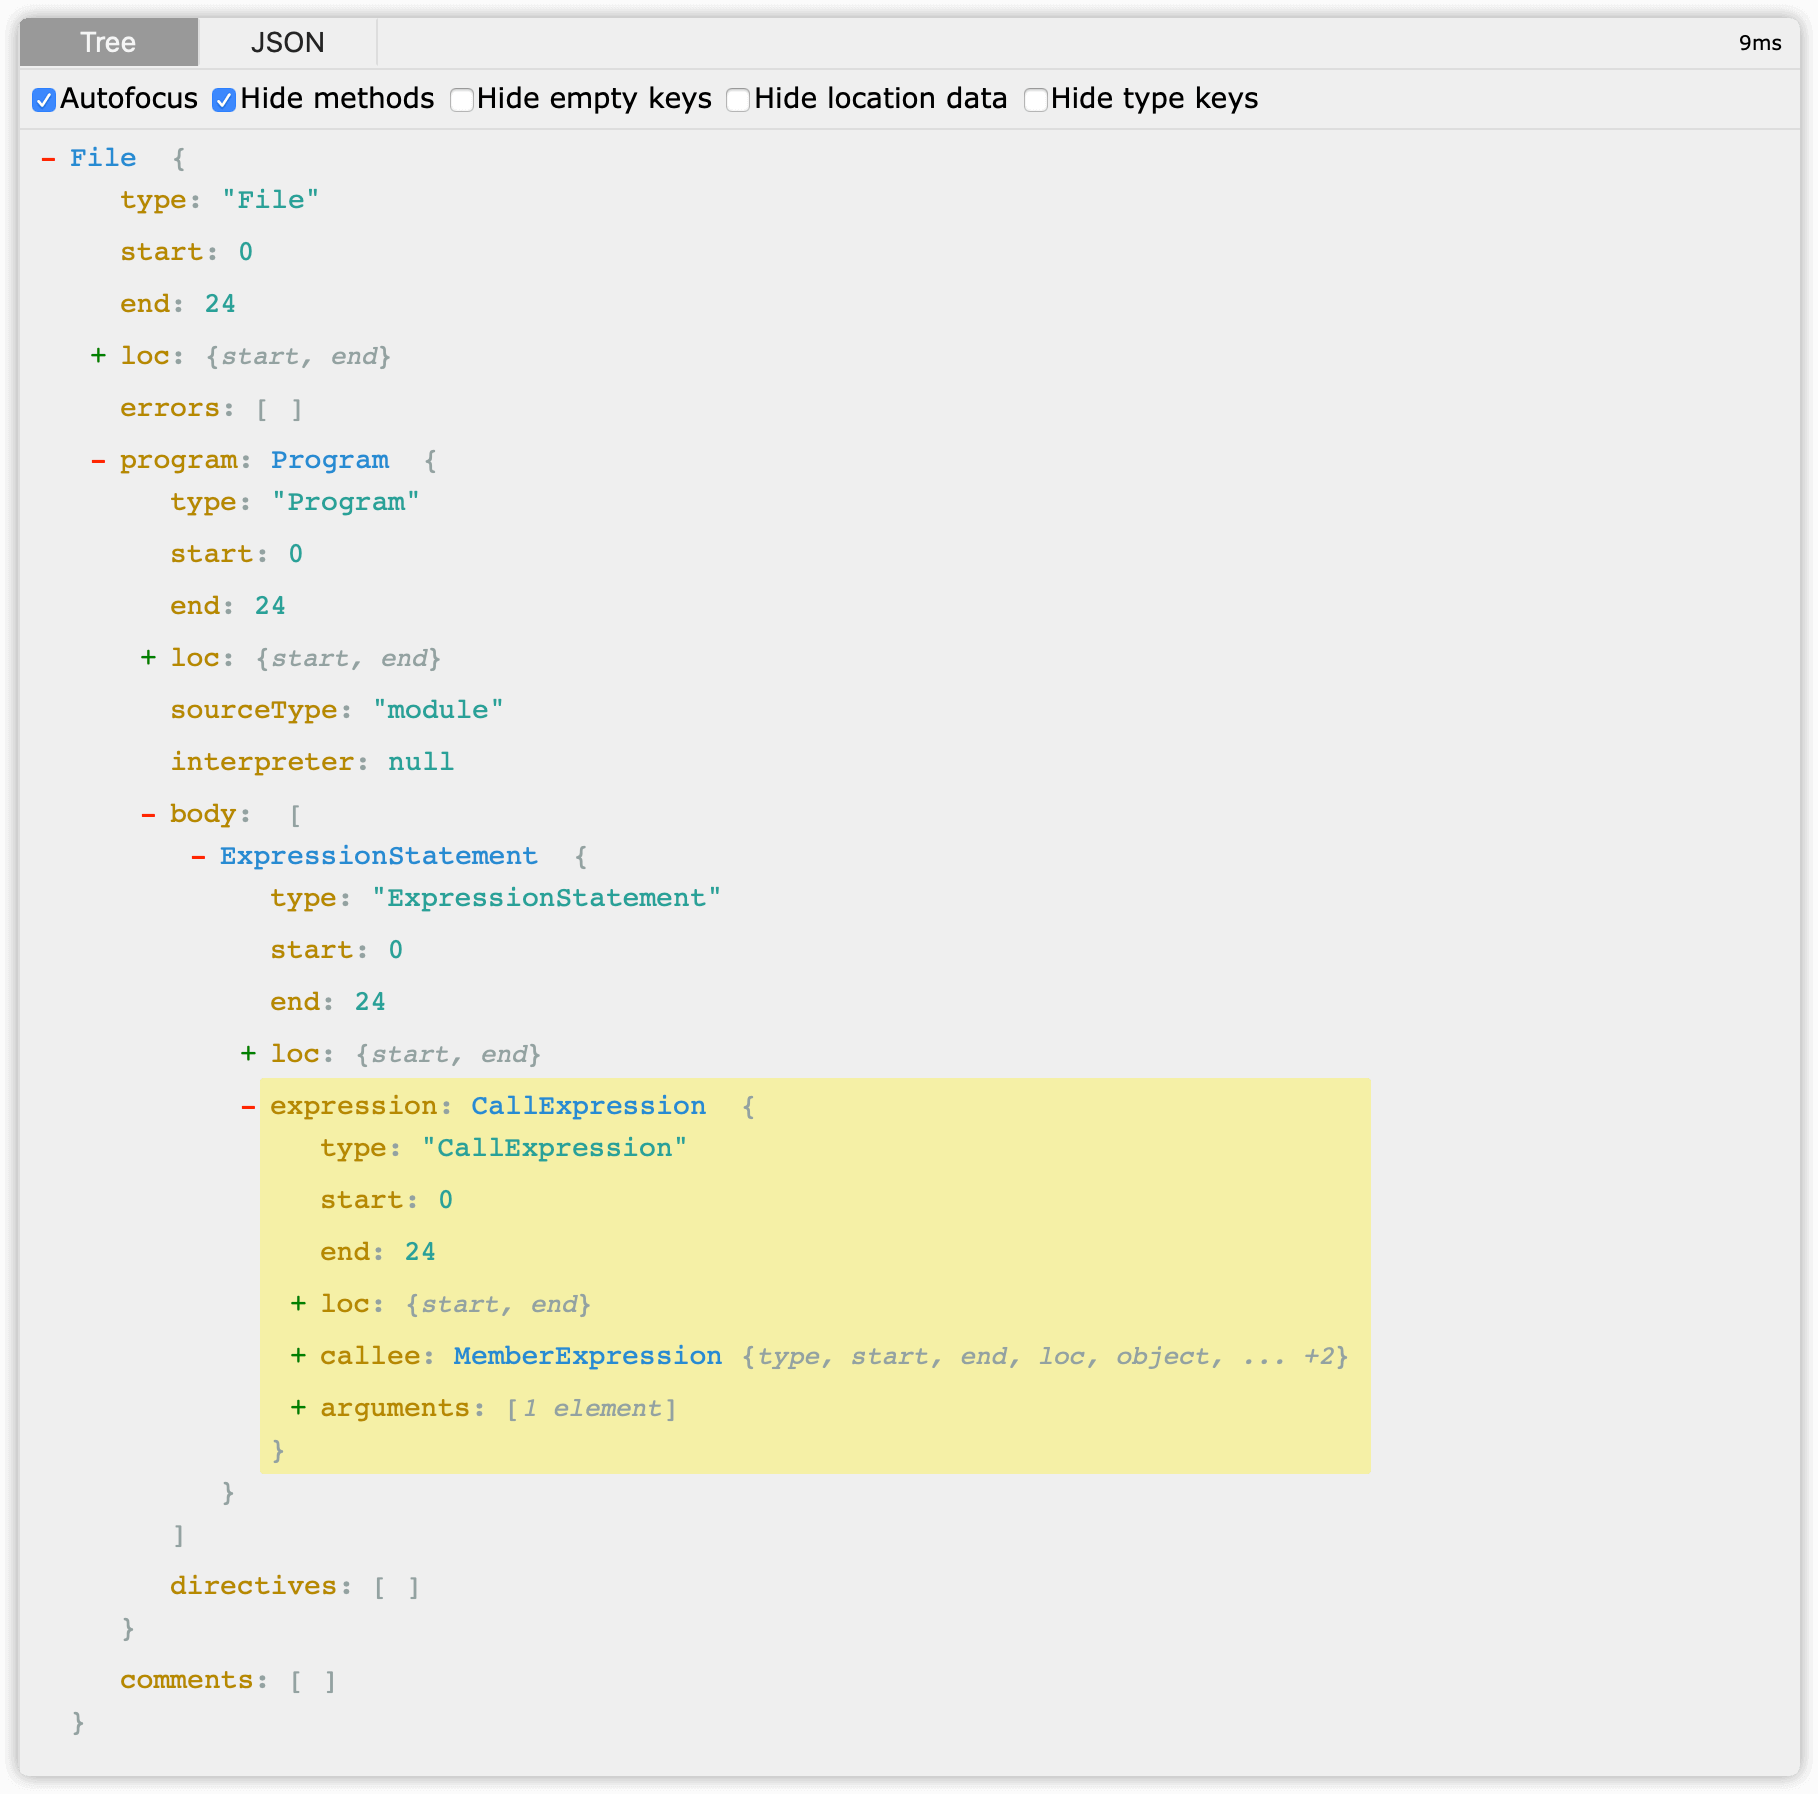 Tree JSON 9ms
Autofocus Hide methods Hide empty keys Hide location data Hide type keys
- File {
type: "File"
start: 0
end: 24
+ loc: {start, end}
errors: [ ]
- program: Program {
type: "Program"
start: 0
end: 24
+ loc: {start, end}
sourceType: "module"
interpreter: null
- body: [
- ExpressionStatement {
type: "ExpressionStatement"
start: 0
end: 24
+ loc: {start, end}
- expression: CallExpression {
type: "CallExpression"
start: 0
end: 24
+ loc: {start, end}
+ callee: MemberExpression {type, start, end, loc, object, ... +2}
+ arguments: [1 element]
}
}
]
directives: [ ]
}
comments: [ ]
}